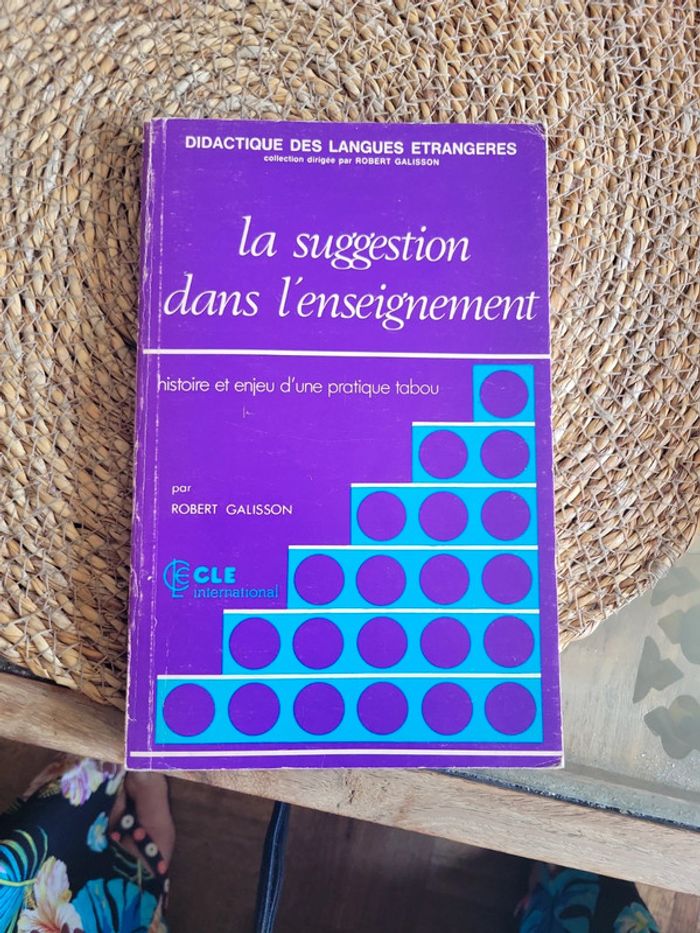 DIDACTIQUE DES LANGUES ETRANGERES
collection dirigée par ROBERT GALISSON
la suggestion
dans l'enseignement
histoire et enjeu d'une pratique tabou
par
ROBERT GALISSON
CLE
international